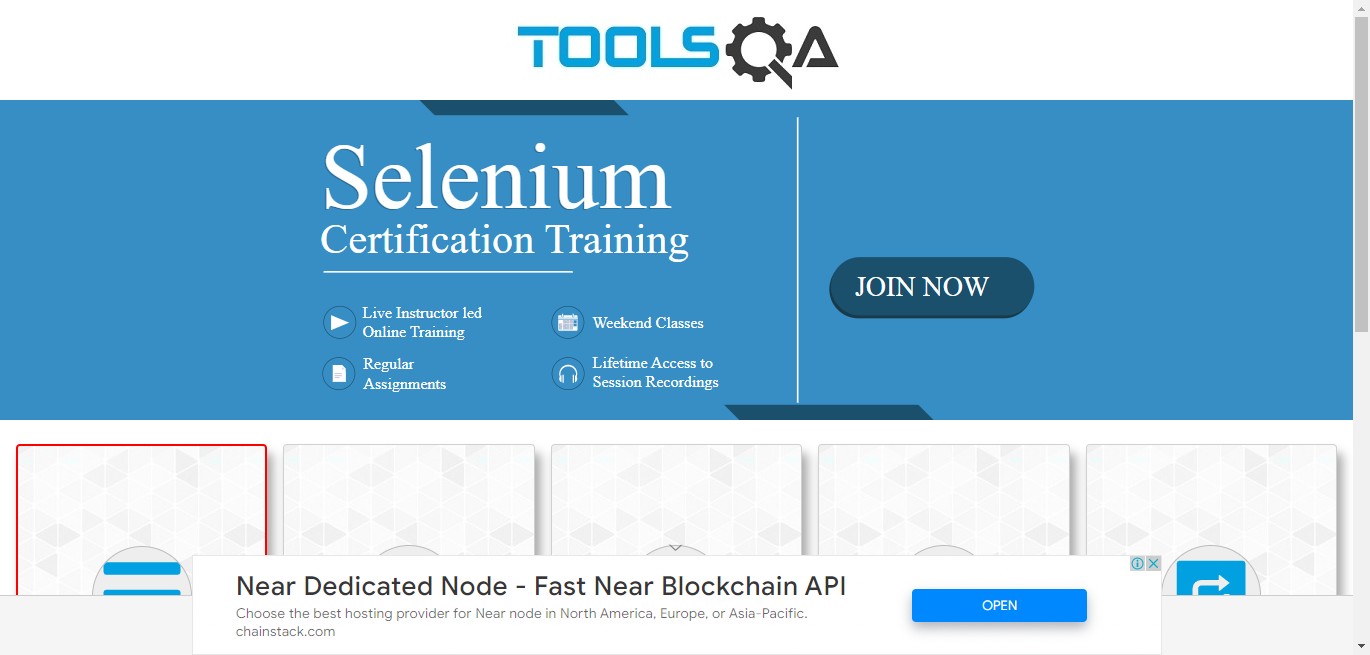 TOOLSQA
Selenium
Certification Training
JOIN NOW
Live Instructor led
Online Training
Weekend Classes
Regular
Assignments
Lifetime Access to
Session Recordings
Near Dedicated Node - Fast Near Blockchain API
Choose the best hosting provider for Near node in North America, Europe, or Asia-Pacific.
chainstack.com
OPEN